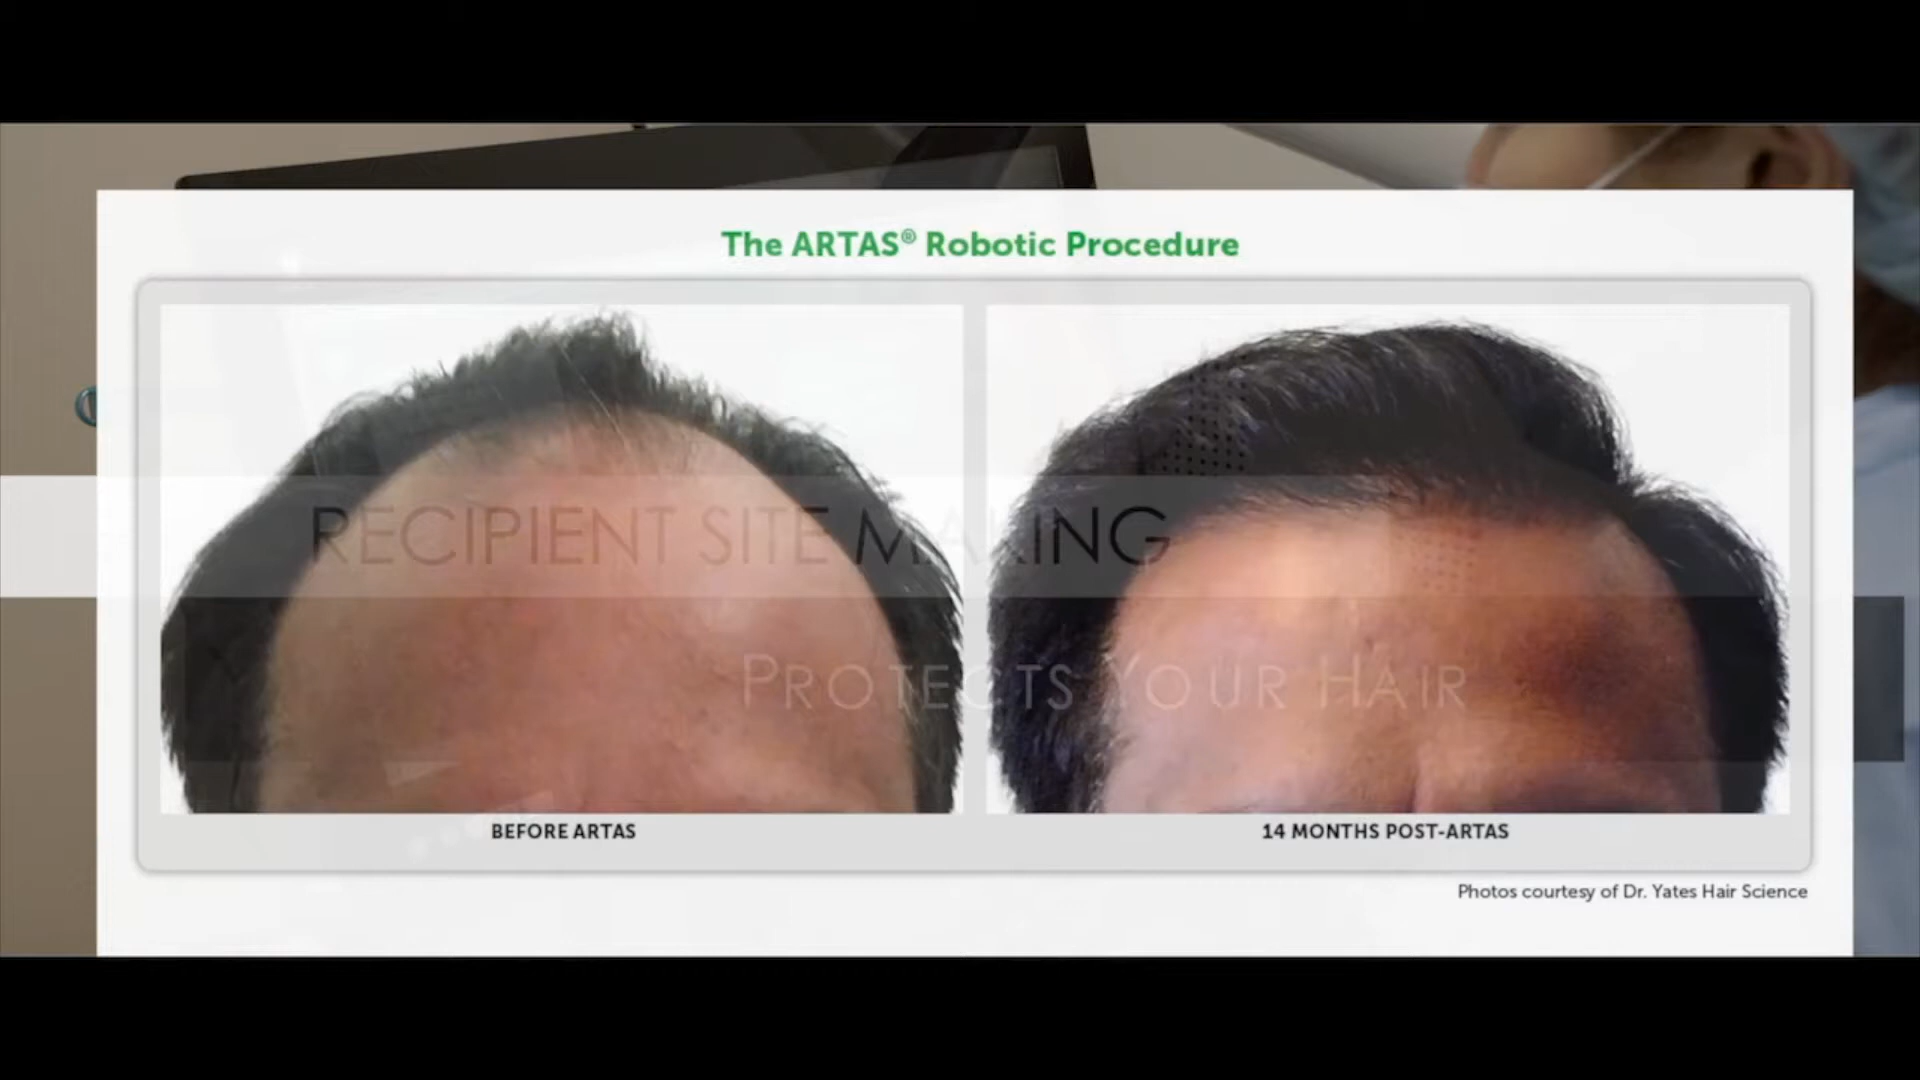 The ARTAS® Robotic Procedure
RECIPIENT SITE MAKING
PROTECTS YOUR HAIR
BEFORE ARTAS
14 MONTHS POST-ARTAS
Photos courtesy of Dr. Yates Hair Science